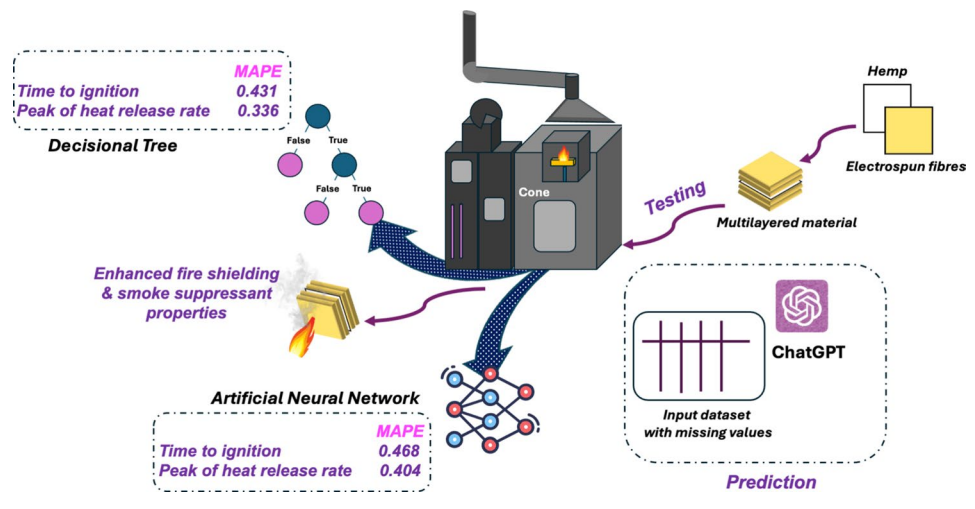 MAPE
Time to ignition 0.431
Peak of heat release rate 0.336
Decisional Tree
False True
False True
Cone
Hemp
Electrospun fibres
Multilayered material
Testing
Enhanced fire shielding
& smoke suppressant
properties
Artificial Neural Network
MAPE
Time to ignition 0.468
Peak of heat release rate 0.404
ChatGPT
Input dataset
with missing values
Prediction